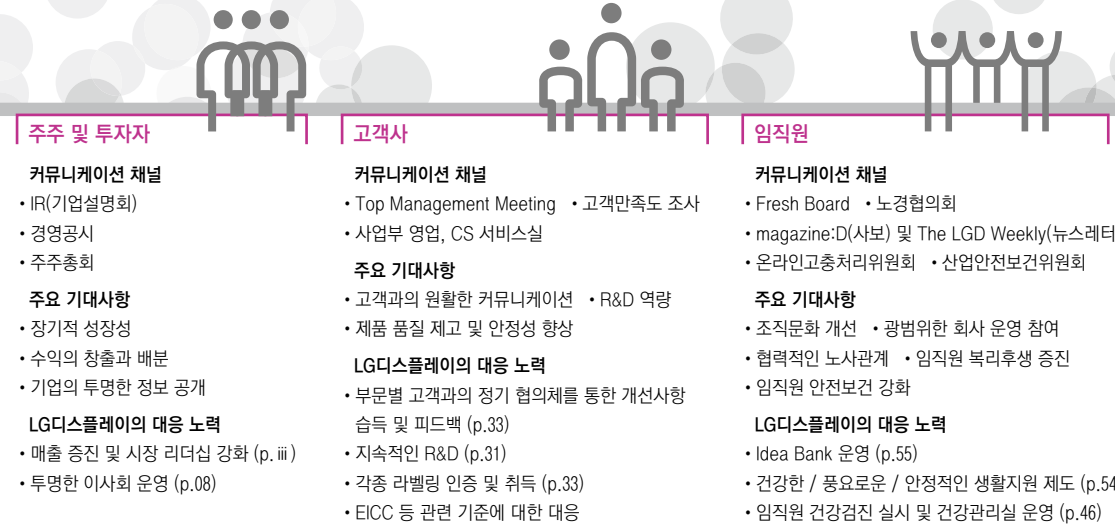 주주 및 투자자
커뮤니케이션 채널
• IR(기업설명회)
• 경영공시
• 주주총회
주요 기대사항
• 장기적 성장성
• 수익의 창출과 배분
• 기업의 투명한 정보 공개
LG디스플레이의 대응 노력
• 매출 증진 및 시장 리더십 강화 (p.ⅲ)
• 투명한 이사회 운영 (p.08)
고객사
커뮤니케이션 채널
• Top Management Meeting • 고객만족도 조사
• 사업부 영업, CS 서비스실
주요 기대사항
• 고객과의 원활한 커뮤니케이션 • R&D 역량
• 제품 품질 제고 및 안정성 향상
LG디스플레이의 대응 노력
• 부문별 고객과의 정기 협의체를 통한 개선사항
습득 및 피드백 (p.33)
• 지속적인 R&D (p.31)
• 각종 라벨링 인증 및 취득 (p.33)
• EICC 등 관련 기준에 대한 대응
임직원
커뮤니케이션 채널
• Fresh Board • 노경협의회
• magazine:D(사보) 및 The LGD Weekly(뉴스레터
• 온라인고충처리위원회 • 산업안전보건위원회
주요 기대사항
• 조직문화 개선 • 광범위한 회사 운영 참여
• 협력적인 노사관계 • 임직원 복리후생 증진
• 임직원 안전보건 강화
LG디스플레이의 대응 노력
• Idea Bank 운영 (p.55)
• 건강한 / 풍요로운 / 안정적인 생활지원 제도 (p.54
• 임직원 건강검진 실시 및 건강관리실 운영 (p.46)